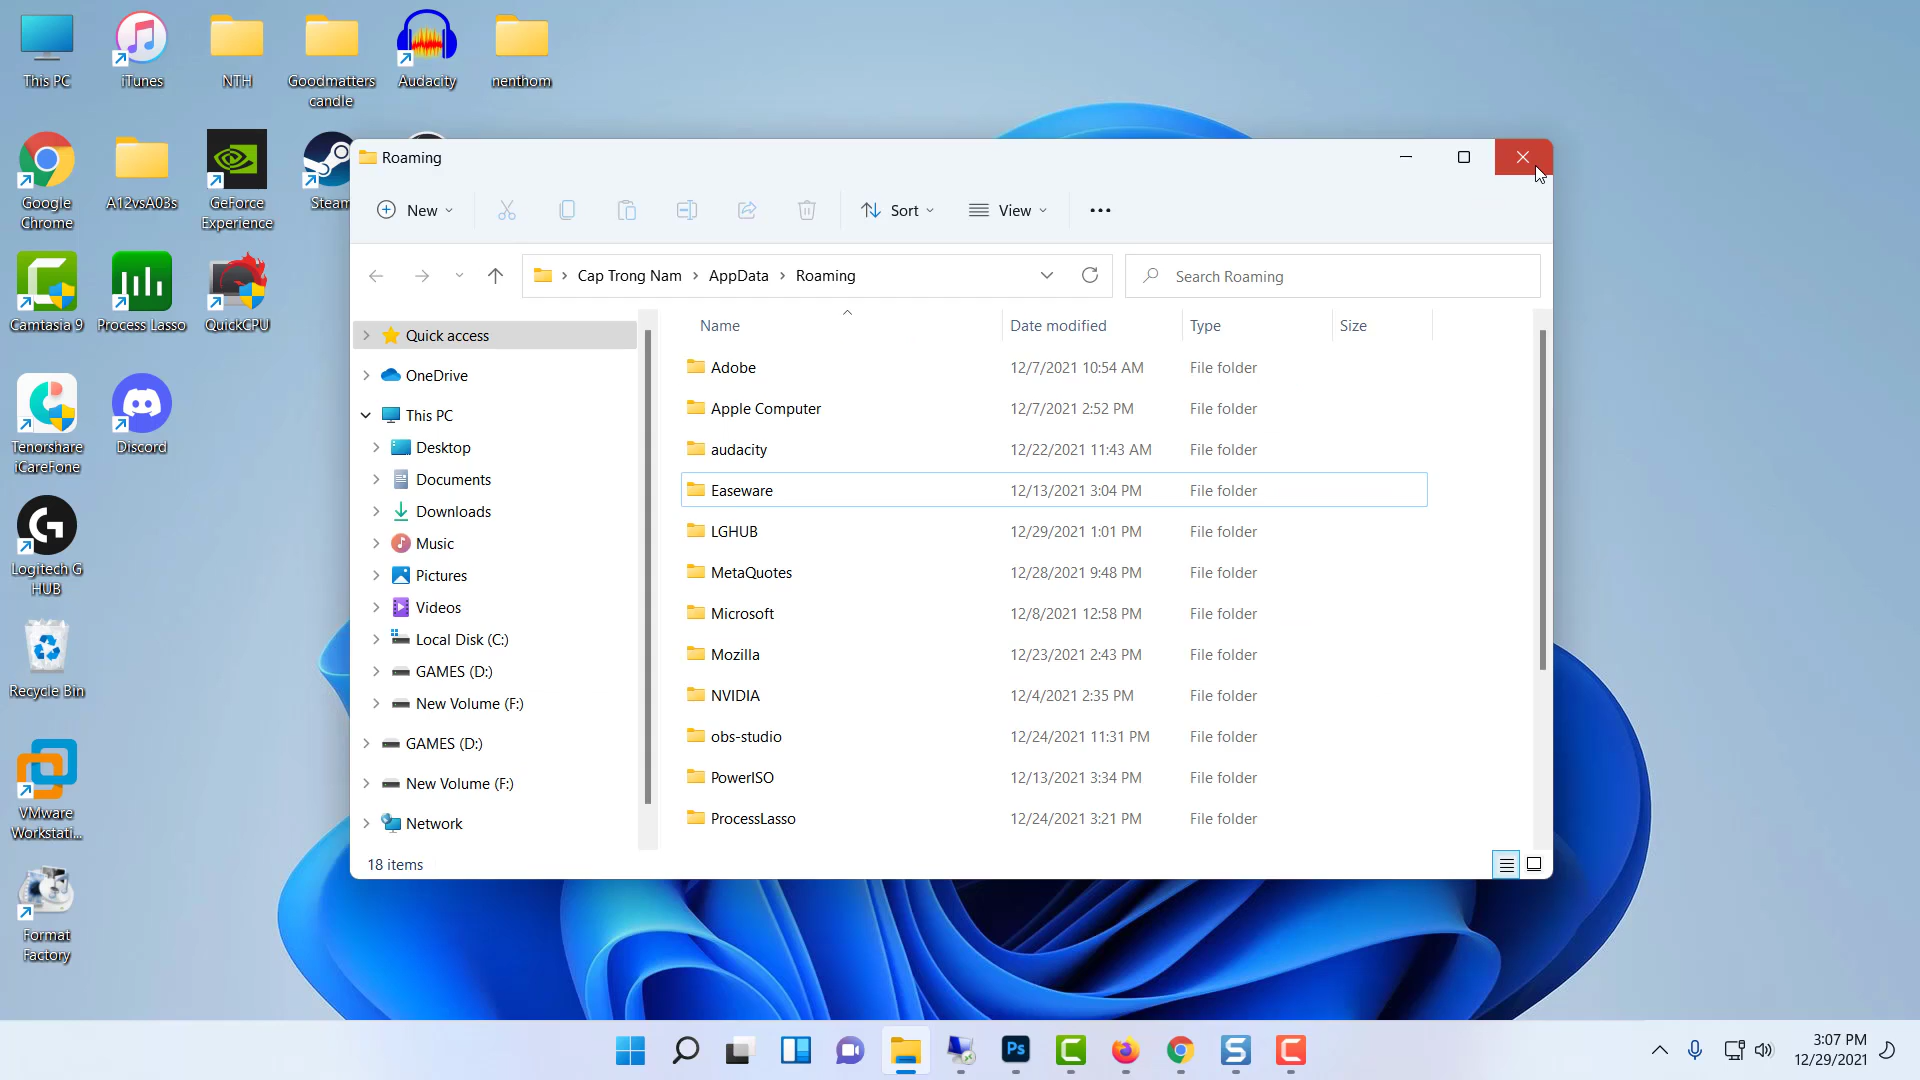 This PC
iTunes
NTH
Goodmatters
candle
Audacity
nenthom
Google
Chrome
A12vsA03s
GeForce
Experience
Steam
Camtasia 9
Process Lasso
QuickCPU
Tenorshare
iCareFone
Discord
Logitech G
HUB
Recycle Bin
VMware
Workstati...
Format
Factory
Roaming
New
Sort
View
Cap Trong Nam > AppData > Roaming
Search Roaming
Quick access
OneDrive
This PC
Desktop
Documents
Downloads
Music
Pictures
Videos
Local Disk (C:)
GAMES (D:)
New Volume (F:)
GAMES (D:)
New Volume (F:)
Network
Name Date modified Type Size
Adobe 12/7/2021 10:54 AM File folder
Apple Computer 12/7/2021 2:52 PM File folder
audacity 12/22/2021 11:43 AM File folder
Easeware 12/13/2021 3:04 PM File folder
LGHUB 12/29/2021 1:01 PM File folder
MetaQuotes 12/28/2021 9:48 PM File folder
Microsoft 12/8/2021 12:58 PM File folder
Mozilla 12/23/2021 2:43 PM File folder
NVIDIA 12/4/2021 2:35 PM File folder
obs-studio 12/24/2021 11:31 PM File folder
PowerISO 12/13/2021 3:34 PM File folder
ProcessLasso 12/24/2021 3:21 PM File folder
18 items
Ps
3:07 PM
12/29/2021